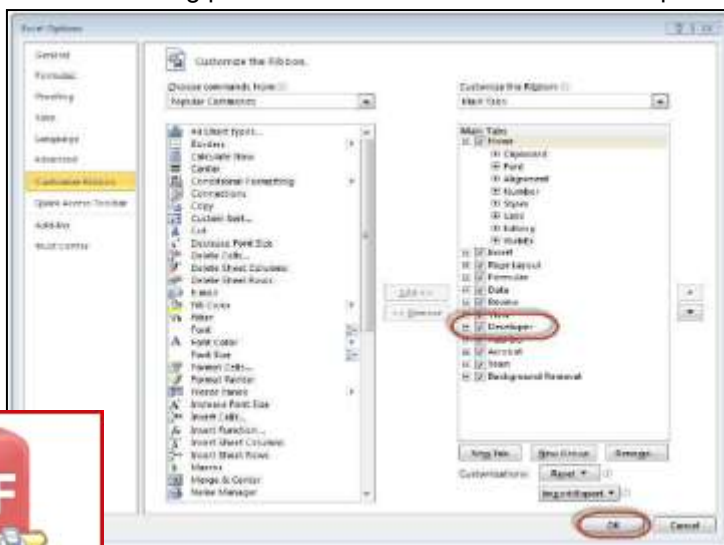 Excel Options
General
Formulas
Proofing
Save
Language
Advanced
Customize Ribbon
Quick Access Toolbar
Add-Ins
Trust Center
Customize the Ribbon.
Choose commands from:
Popular Commands
All Chart Types...
Borders
Calculate Now
Center
Conditional Formatting
Connections
Copy
Custom Sort...
Cut
Decrease Font Size
Delete Cells...
Delete Sheet Columns
Delete Sheet Rows
E-mail
Fill Color
Filter
Font
Font Color
Font Size
Format Cells...
Format Painter
Freeze Panes
Increase Font Size
Insert Cells...
Insert Function...
Insert Sheet Columns
Insert Sheet Rows
Macros
Merge & Center
Name Manager
Add >>
<< Remove
Customize the Ribbon:
Main Tabs
Main Tabs
Home
Clipboard
Font
Alignment
Number
Styles
Cells
Editing
Insert
Page Layout
Formulas
Data
Review
View
Developer
Add-Ins
Acrobat
Team
Background Removal
New Tab
New Group
Rename...
Customizations:
Reset
Import/Export
OK
Cancel
F